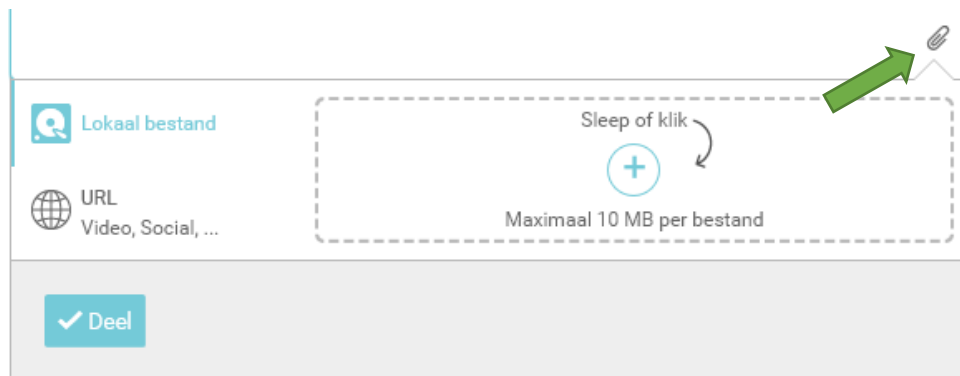 Lokaal bestand
URL
Video, Social, ...
Sleep of klik
Maximaal 10 MB per bestand
Deel